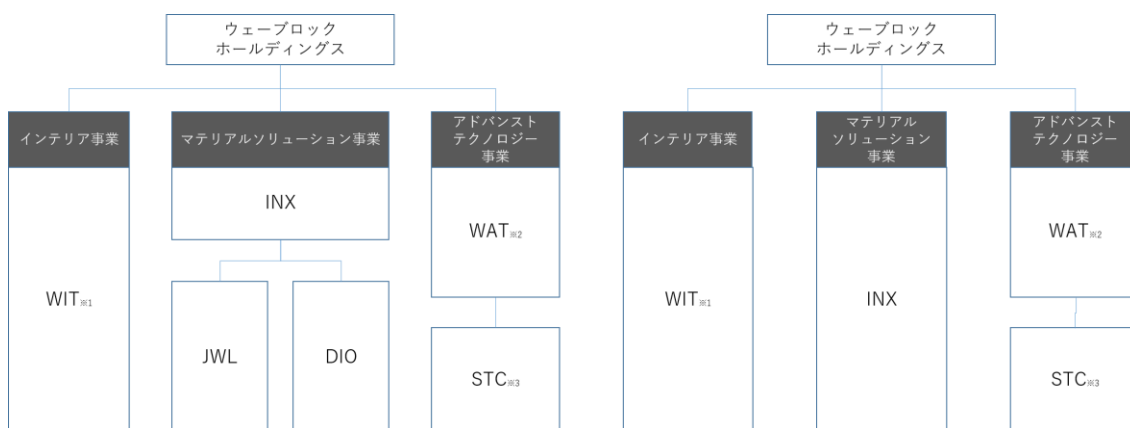 ウェーブロック
ホールディングス
インテリア事業
マテリアルソリューション事業
アドバンスト
テクノロジー
事業
INX
WAT※2
WIT※1
JWL
DIO
STC※3
ウェーブロック
ホールディングス
インテリア事業
マテリアル
ソリューション
事業
アドバンスト
テクノロジー
事業
WAT※2
WIT※1
INX
STC※3